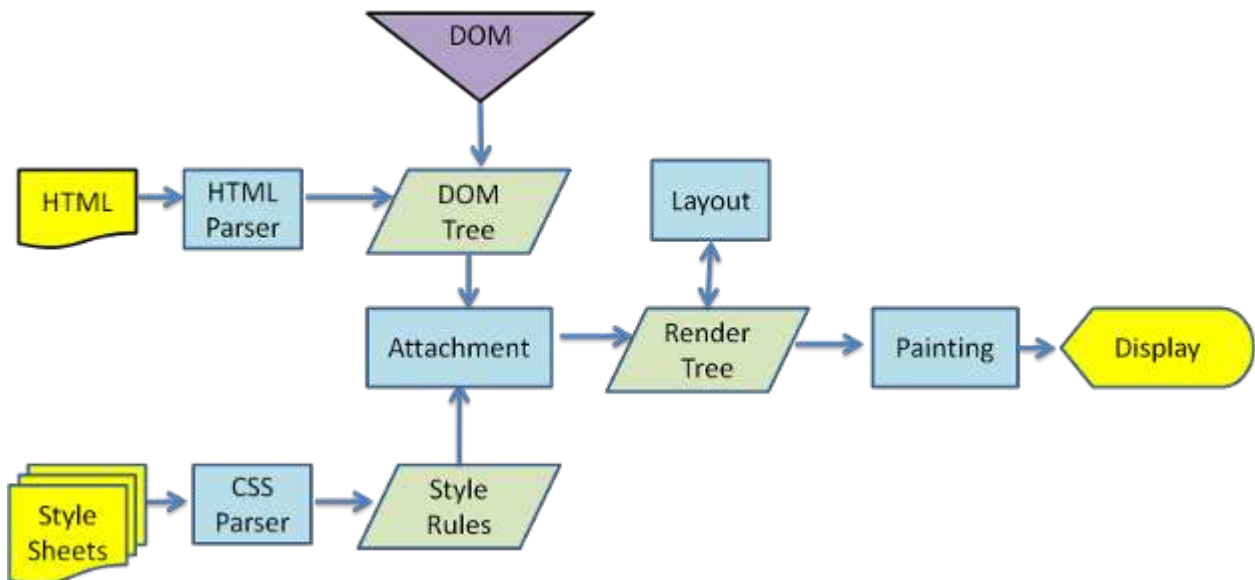 DOM
HTML
HTML
Parser
DOM
Tree
Layout
Attachment
Render
Tree
Painting
Display
Style
Sheets
CSS
Parser
Style
Rules